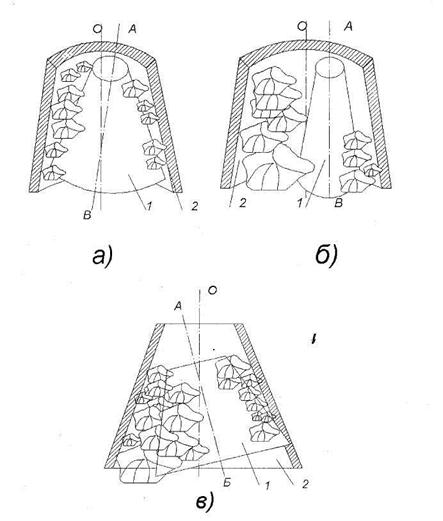 О А О А
В 1 2 2 1 В
а) б)
О
А
Б 1 2
в)